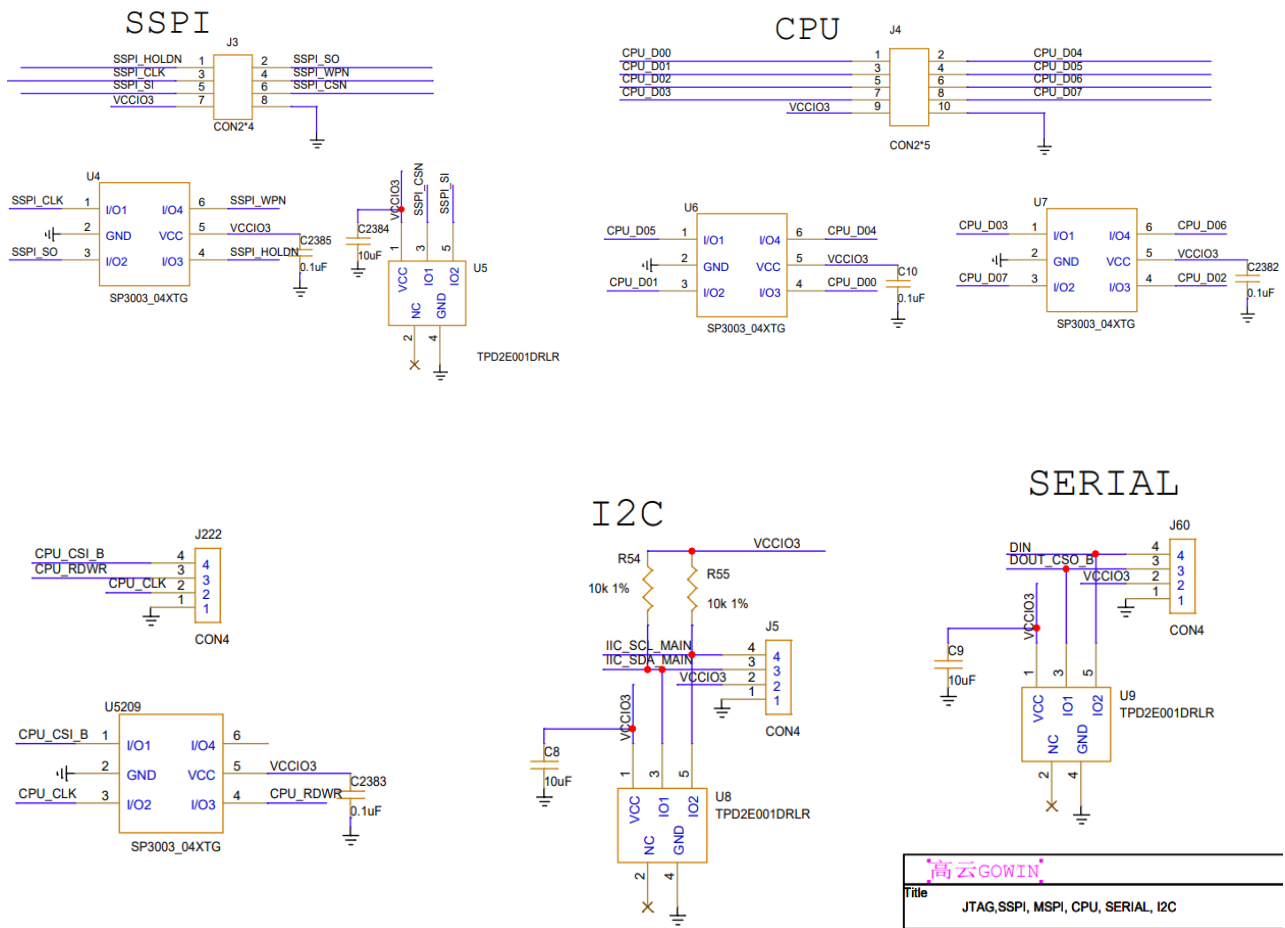 SSPI
J3
SSPI_HOLDN 1 2 SSPI_SO
SSPI_CLK 3 4 SSPI_WPN
SSPI_SI 5 6 SSPI_CSN
VCCIO3 7 8
CON2*4
CPU
J4
CPU_D00 1 2 CPU_D04
CPU_D01 3 4 CPU_D05
CPU_D02 5 6 CPU_D06
CPU_D03 7 8 CPU_D07
VCCIO3 9 10
CON2*5
U4
SSPI_CLK 1 I/O1 I/O4 6 SSPI_WPN
2 GND VCC 5 VCCIO3
SSPI_SO 3 I/O2 I/O3 4 SSPI_HOLDN
C2385
0.1uF
SP3003_04XTG
VCCIO3
SSPI_CSN
SSPI_SI
C2384
10uF
1 3 5
U5
VCC IO1 IO2
NC GND
2 4
TPD2E001DRLR
U6
CPU_D05 1 I/O1 I/O4 6 CPU_D04
2 GND VCC 5 VCCIO3
CPU_D01 3 I/O2 I/O3 4 CPU_D00
C10
0.1uF
SP3003_04XTG
U7
CPU_D03 1 I/O1 I/O4 6 CPU_D06
2 GND VCC 5 VCCIO3
CPU_D07 3 I/O2 I/O3 4 CPU_D02
C2382
0.1uF
SP3003_04XTG
J222
CPU_CSI_B 4 4
CPU_RDWR 3 3
CPU_CLK 2 2
1 1
CON4
U5209
CPU_CSI_B 1 I/O1 I/O4 6
2 GND VCC 5 VCCIO3
CPU_CLK 3 I/O2 I/O3 4 CPU_RDWR
C2383
0.1uF
SP3003_04XTG
I2C
VCCIO3
R54
10k 1%
R55
10k 1%
J5
IIC_SCL_MAIN 4 4
IIC_SDA_MAIN 3 3
VCCIO3 2 2
1 1
CON4
VCCIO3
C8
10uF
1 3 5
U8
TPD2E001DRLR
VCC IO1 IO2
NC GND
2 4
SERIAL
J60
DIN 4 4
DOUT_CSO_B 3 3
VCCIO3 2 2
1 1
CON4
VCCIO3
C9
10uF
1 3 5
U9
TPD2E001DRLR
VCC IO1 IO2
NC GND
2 4
高云GOWIN
Title
JTAG,SSPI, MSPI, CPU, SERIAL, I2C